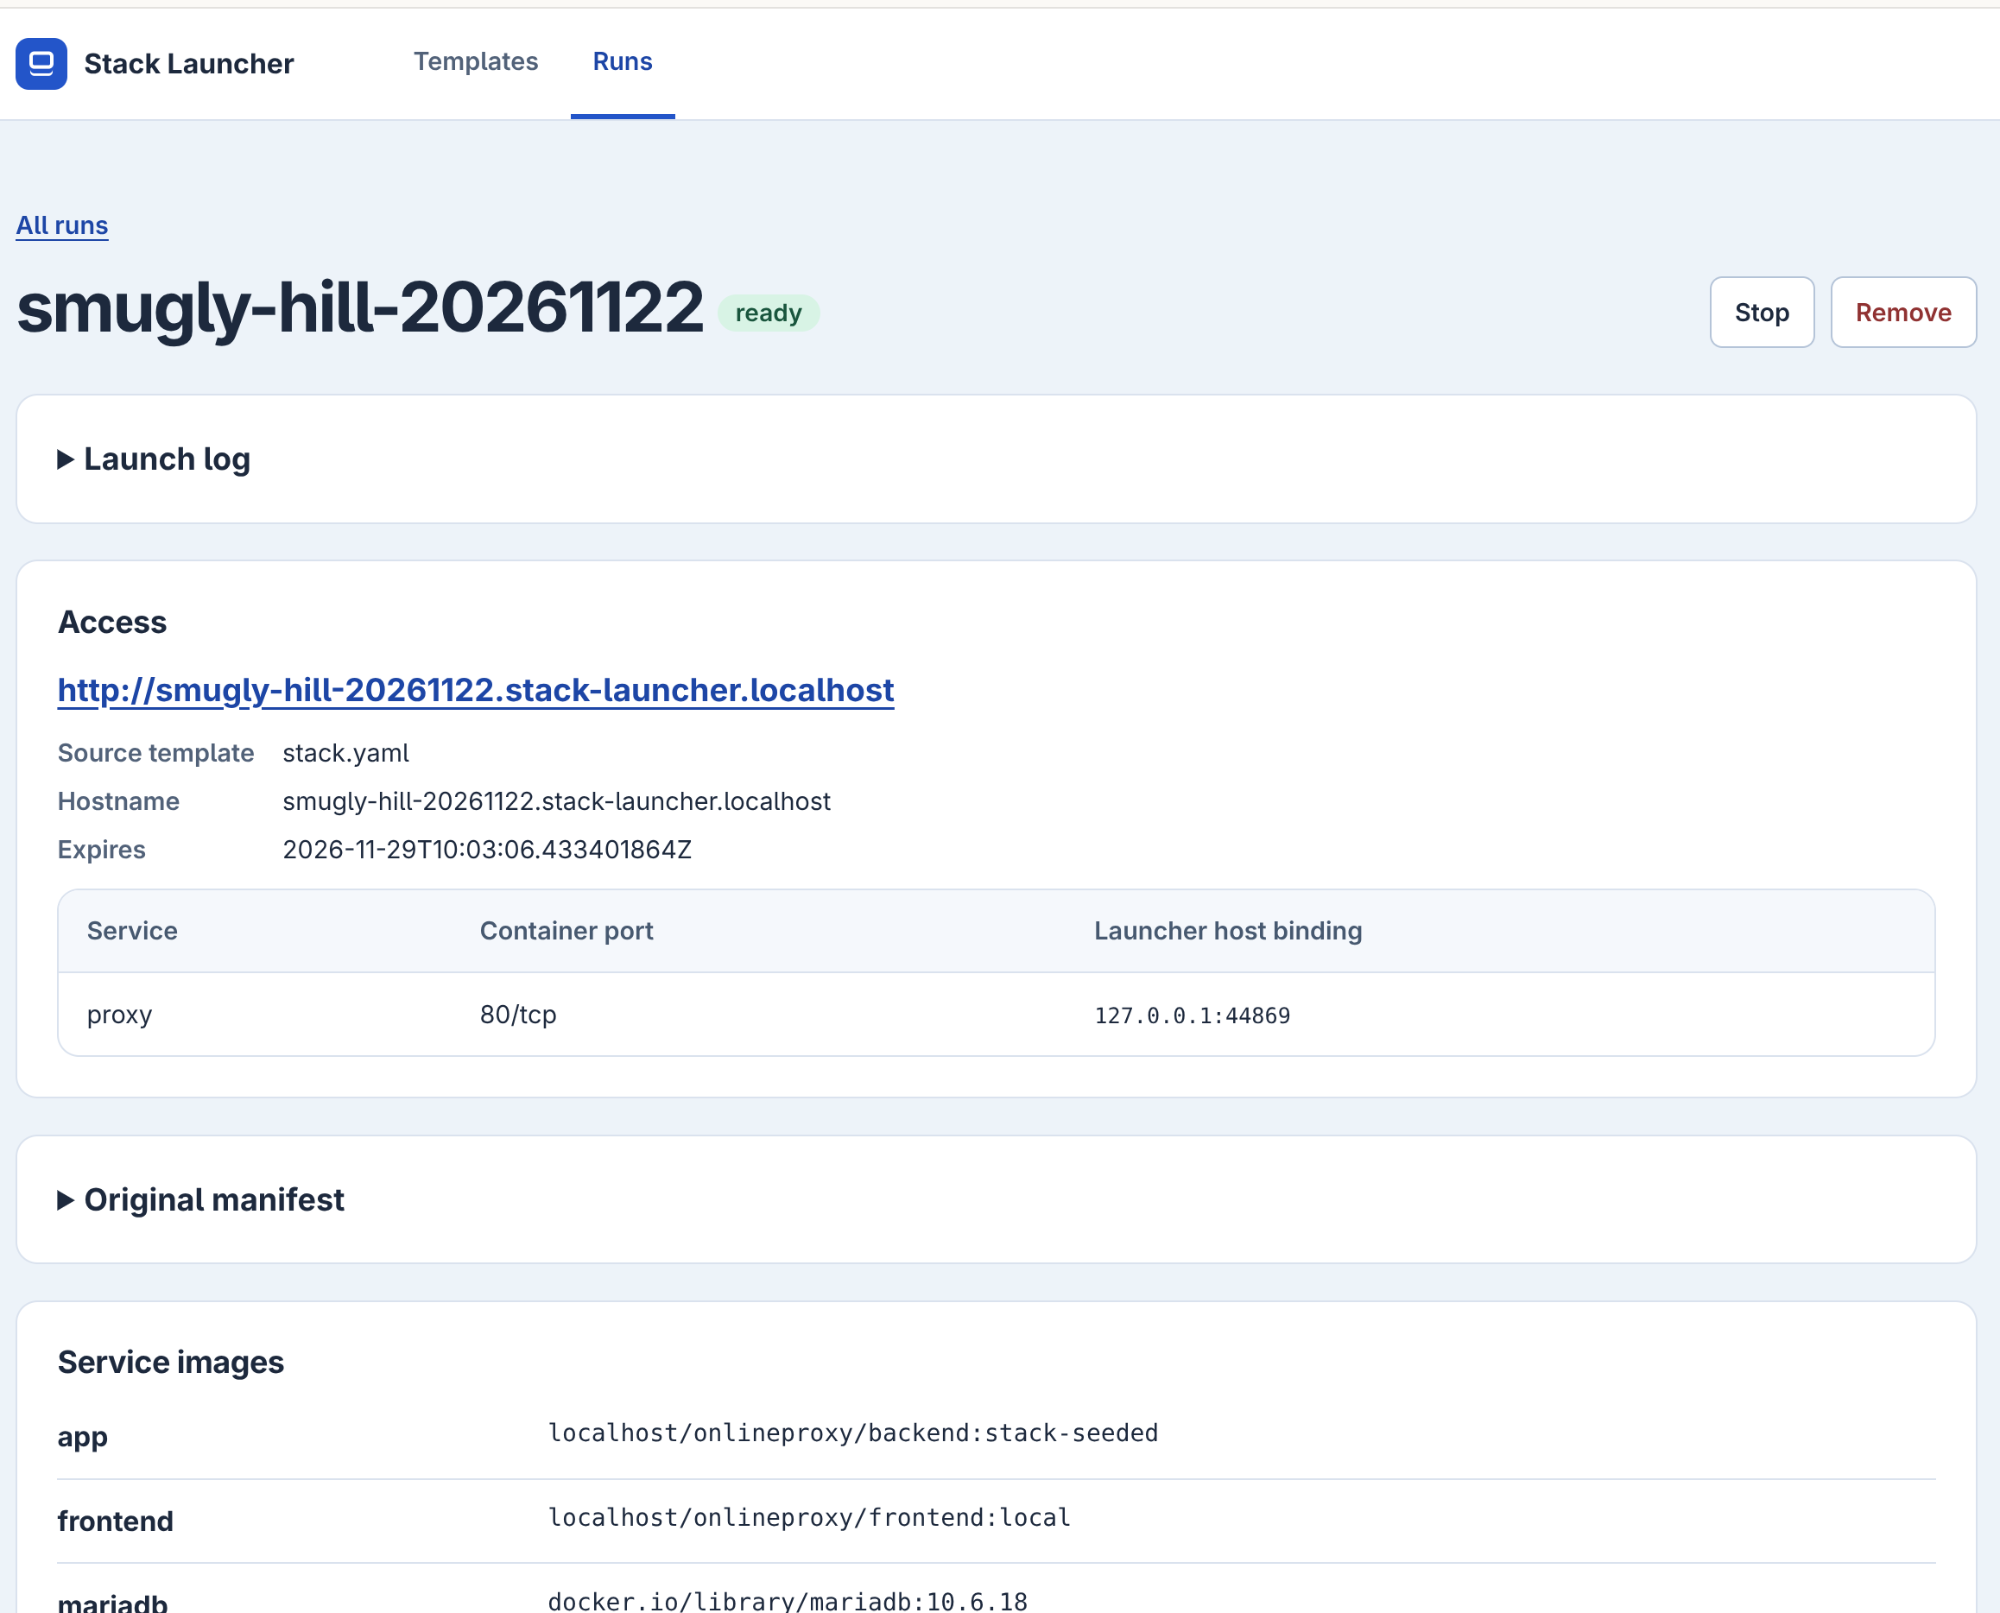 Stack Launcher
Templates
Runs
All runs
smugly-hill-20261122 ready
Stop
Remove
Launch log
Access
http://smugly-hill-20261122.stack-launcher.localhost
Source template stack.yaml
Hostname smugly-hill-20261122.stack-launcher.localhost
Expires 2026-11-29T10:03:06.433401864Z
Service Container port Launcher host binding
proxy 80/tcp 127.0.0.1:44869
Original manifest
Service images
app localhost/onlineproxy/backend:stack-seeded
frontend localhost/onlineproxy/frontend:local
mariadb docker.io/library/mariadb:10.6.18